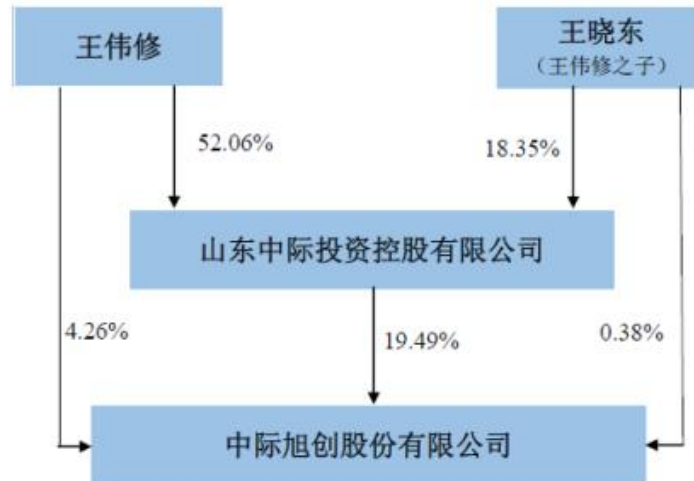 王伟修
王晓东
（王伟修之子）
52.06%
18.35%
山东中际投资控股有限公司
4.26%
19.49%
0.38%
中际旭创股份有限公司